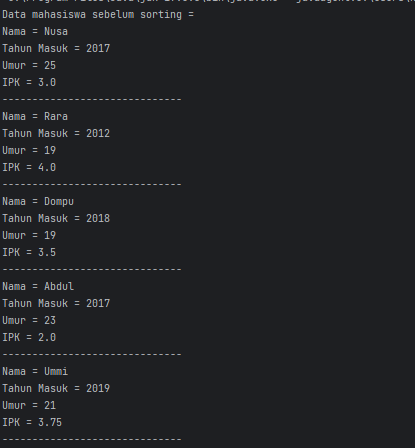 Data mahasiswa sebelum sorting =
Nama = Nusa
Tahun Masuk = 2017
Umur = 25
IPK = 3.0
------------------------------
Nama = Rara
Tahun Masuk = 2012
Umur = 19
IPK = 4.0
------------------------------
Nama = Dompu
Tahun Masuk = 2018
Umur = 19
IPK = 3.5
------------------------------
Nama = Abdul
Tahun Masuk = 2017
Umur = 23
IPK = 2.0
------------------------------
Nama = Ummi
Tahun Masuk = 2019
Umur = 21
IPK = 3.75
------------------------------